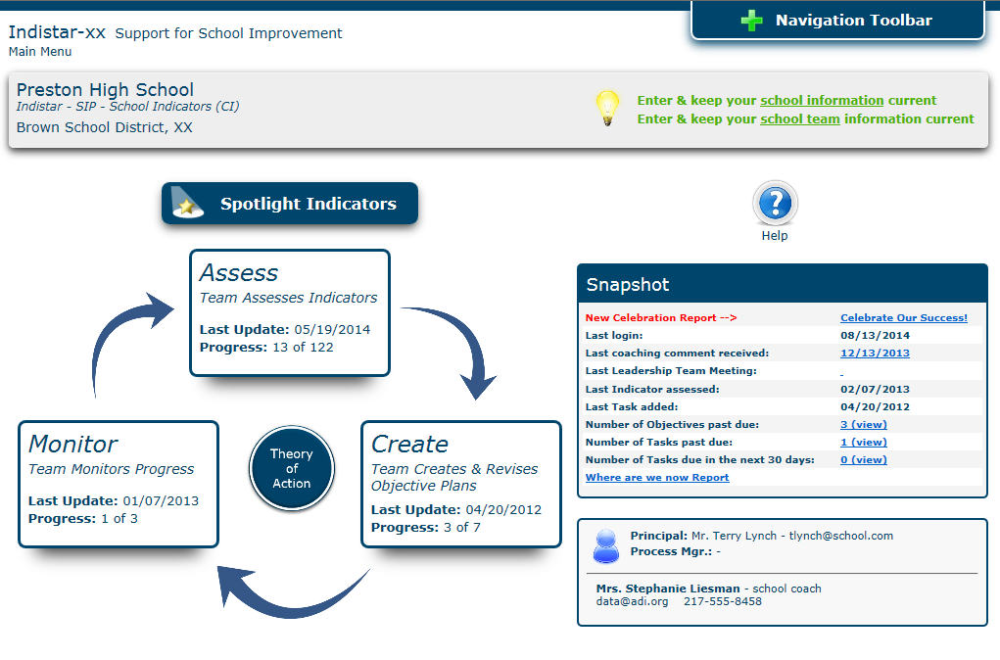 Navigation Toolbar
Indistar-xx Support for School Improvement
Main Menu
Preston High School
Indistar - SIP - School Indicators (CI)
Brown School District, XX
Enter & keep your school information current
Enter & keep your school team information current
Spotlight Indicators
Help
Assess
Team Assesses Indicators
Last Update: 05/19/2014
Progress: 13 of 122
Monitor
Team Monitors Progress
Last Update: 01/07/2013
Progress: 1 of 3
Theory
of
Action
Create
Team Creates & Revises
Objective Plans
Last Update: 04/20/2012
Progress: 3 of 7
Snapshot
New Celebration Report --> Celebrate Our Success!
Last login: 08/13/2014
Last coaching comment received: 12/13/2013
Last Leadership Team Meeting:
Last Indicator assessed: 02/07/2013
Last Task added: 04/20/2012
Number of Objectives past due: 3 (view)
Number of Tasks past due: 1 (view)
Number of Tasks due in the next 30 days: 0 (view)
Where are we now Report
Principal: Mr. Terry Lynch - tlynch@school.com
Process Mgr.: -
Mrs. Stephanie Liesman - school coach
data@adi.org 217-555-8458